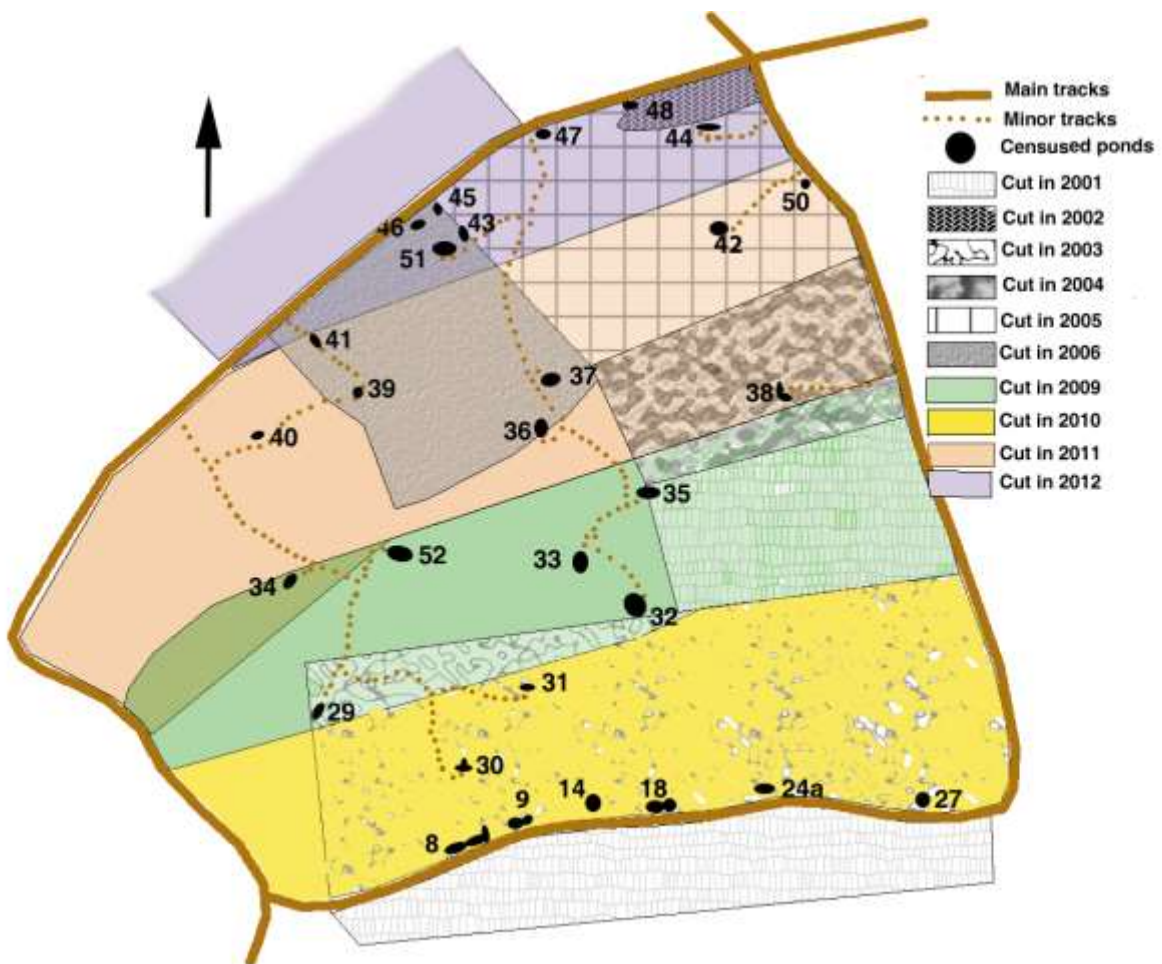 48
47
44
45
46
43
50
51
42
41
37
39
38
40
36
35
52
33
34
32
31
29
30
9
14
18
24a
27
8
Main tracks
Minor tracks
Censused ponds
Cut in 2001
Cut in 2002
Cut in 2003
Cut in 2004
Cut in 2005
Cut in 2006
Cut in 2009
Cut in 2010
Cut in 2011
Cut in 2012